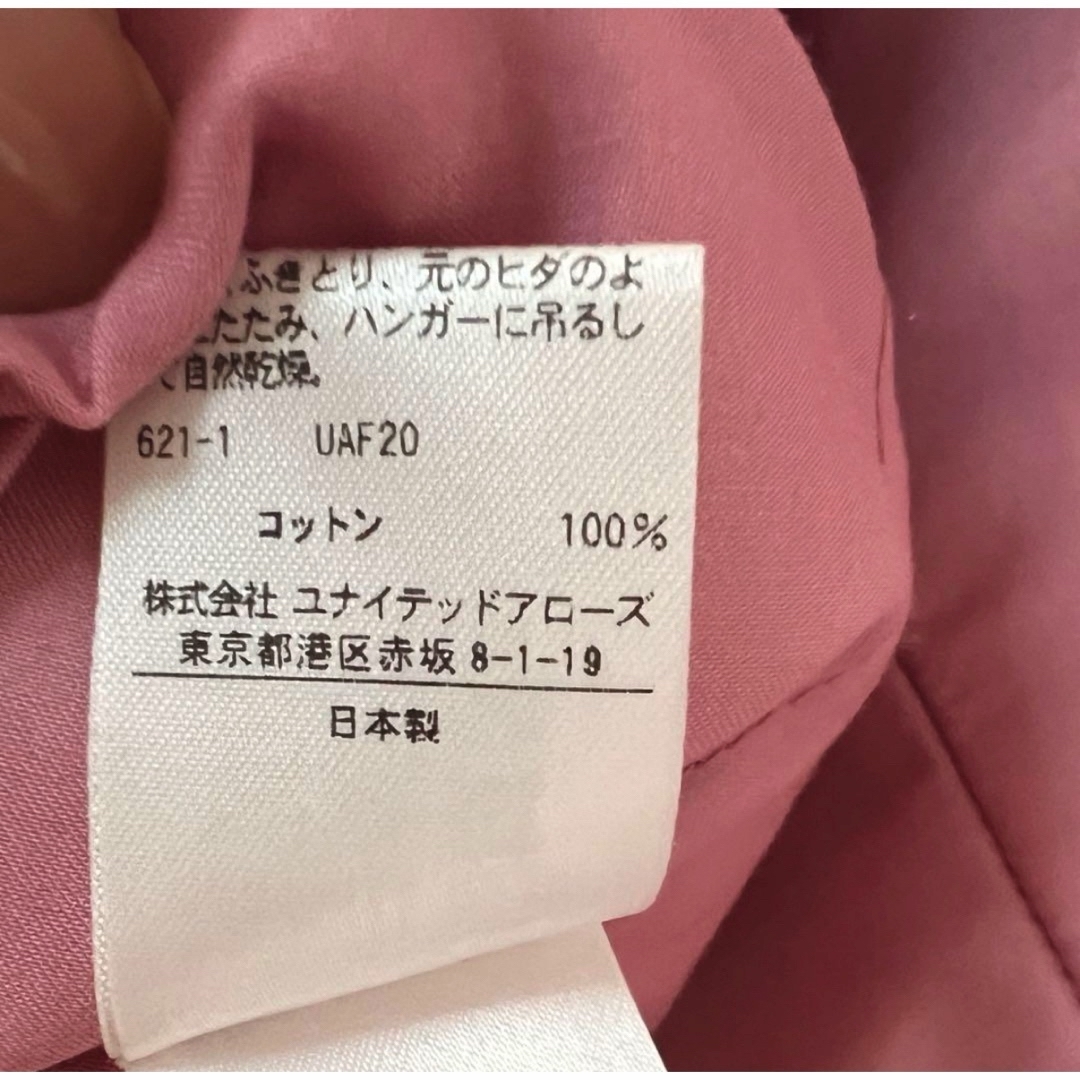 ふきとり、元のヒダのよ
たたみ、ハンガーに吊るし
て自然乾燥。
621-1 UAF20
コットン 100%
株式会社 ユナイテッドアローズ
東京都港区赤坂 8-1-19
日本製